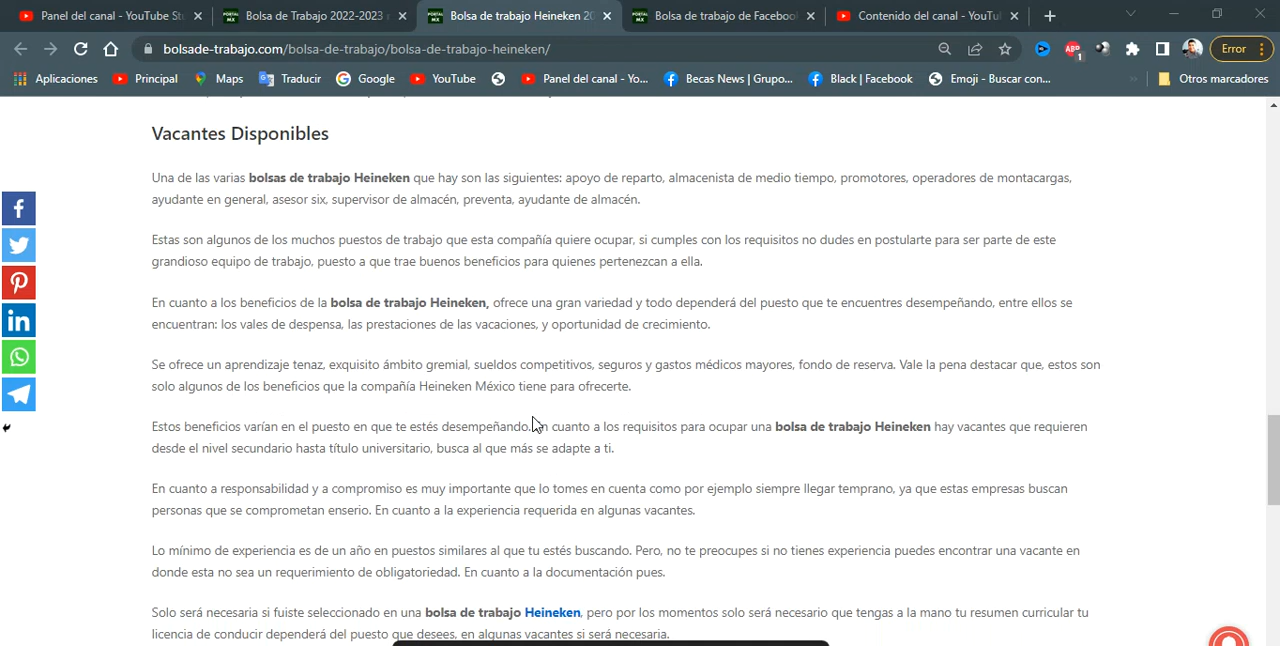 Panel del canal - YouTube St
Bolsa de Trabajo 2022-2023
Bolsa de trabajo Heineken 20
Bolsa de trabajo de Facebook
Contenido del canal - YouTu
bolsade-trabajo.com/bolsa-de-trabajo/bolsa-de-trabajo-heineken/
Error
Aplicaciones
Principal
Maps
Traducir
Google
YouTube
Panel del canal - Yo...
Becas News | Grupo...
Black | Facebook
Emoji - Buscar con...
Otros marcadores
Vacantes Disponibles
Una de las varias bolsas de trabajo Heineken que hay son las siguientes: apoyo de reparto, almacenista de medio tiempo, promotores, operadores de montacargas,
ayudante en general, asesor six, supervisor de almacén, preventa, ayudante de almacén.
Estas son algunos de los muchos puestos de trabajo que esta compañía quiere ocupar, si cumples con los requisitos no dudes en postularte para ser parte de este
grandioso equipo de trabajo, puesto a que trae buenos beneficios para quienes pertenezcan a ella.
En cuanto a los beneficios de la bolsa de trabajo Heineken, ofrece una gran variedad y todo dependerá del puesto que te encuentres desempeñando, entre ellos se
encuentran: los vales de despensa, las prestaciones de las vacaciones, y oportunidad de crecimiento.
Se ofrece un aprendizaje tenaz, exquisito ámbito gremial, sueldos competitivos, seguros y gastos médicos mayores, fondo de reserva. Vale la pena destacar que, estos son
solo algunos de los beneficios que la compañía Heineken México tiene para ofrecerte.
Estos beneficios varían en el puesto en que te estés desempeñando. En cuanto a los requisitos para ocupar una bolsa de trabajo Heineken hay vacantes que requieren
desde el nivel secundario hasta título universitario, busca al que más se adapte a ti.
En cuanto a responsabilidad y a compromiso es muy importante que lo tomes en cuenta como por ejemplo siempre llegar temprano, ya que estas empresas buscan
personas que se comprometan enserio. En cuanto a la experiencia requerida en algunas vacantes.
Lo mínimo de experiencia es de un año en puestos similares al que tu estés buscando. Pero, no te preocupes si no tienes experiencia puedes encontrar una vacante en
donde esta no sea un requerimiento de obligatoriedad. En cuanto a la documentación pues.
Solo será necesaria si fuiste seleccionado en una bolsa de trabajo Heineken, pero por los momentos solo será necesario que tengas a la mano tu resumen curricular tu
licencia de conducir dependerá del puesto que desees, en algunas vacantes si será necesaria.